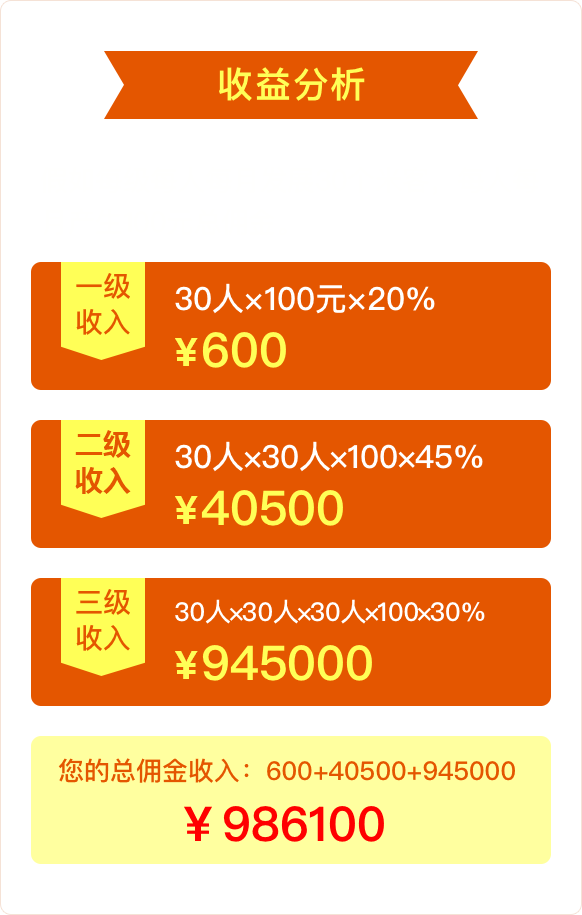 收益分析
一级
收入
30人×100元×20%
¥600
二级
收入
30人×30人×100×45%
¥40500
三级
收入
30人×30人×30人×100×30%
¥945000
您的总佣金收入：600+40500+945000
¥ 986100